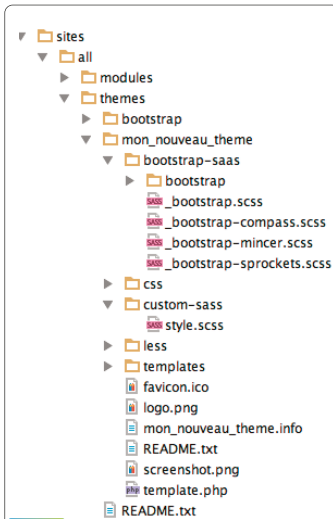 sites
all
modules
themes
bootstrap
mon_nouveau_theme
bootstrap-saas
bootstrap
_bootstrap.scss
_bootstrap-compass.scss
_bootstrap-mincer.scss
_bootstrap-sprockets.scss
css
custom-sass
style.scss
less
templates
favicon.ico
logo.png
mon_nouveau_theme.info
README.txt
screenshot.png
template.php
README.txt